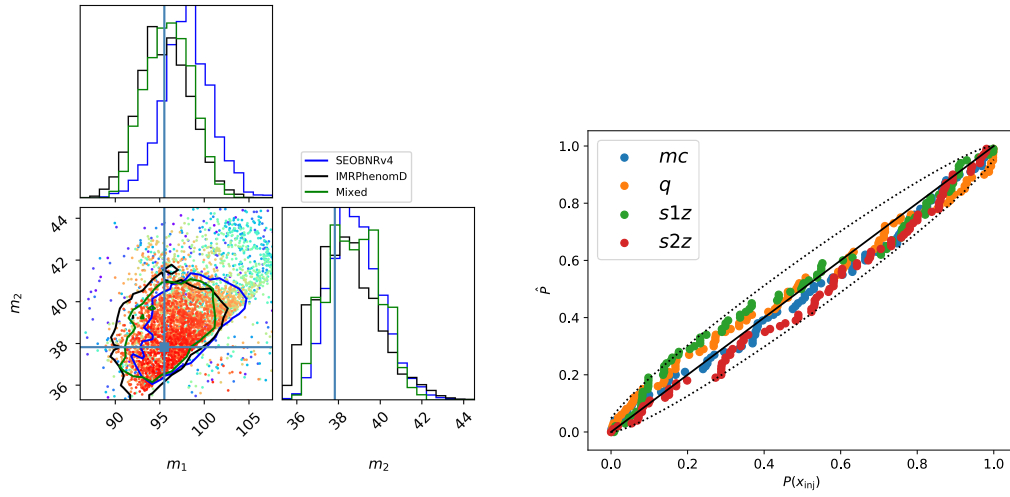 SEOBNRv4
IMRPhenomD
Mixed
44
42
40
38
36
m₂
90
95
100
105
m₁
36
38
40
42
44
m₂
mc
q
s1z
s2z
1.0
0.8
0.6
0.4
0.2
0.0
P̂
0.0 0.2 0.4 0.6 0.8 1.0
P(x_inj)